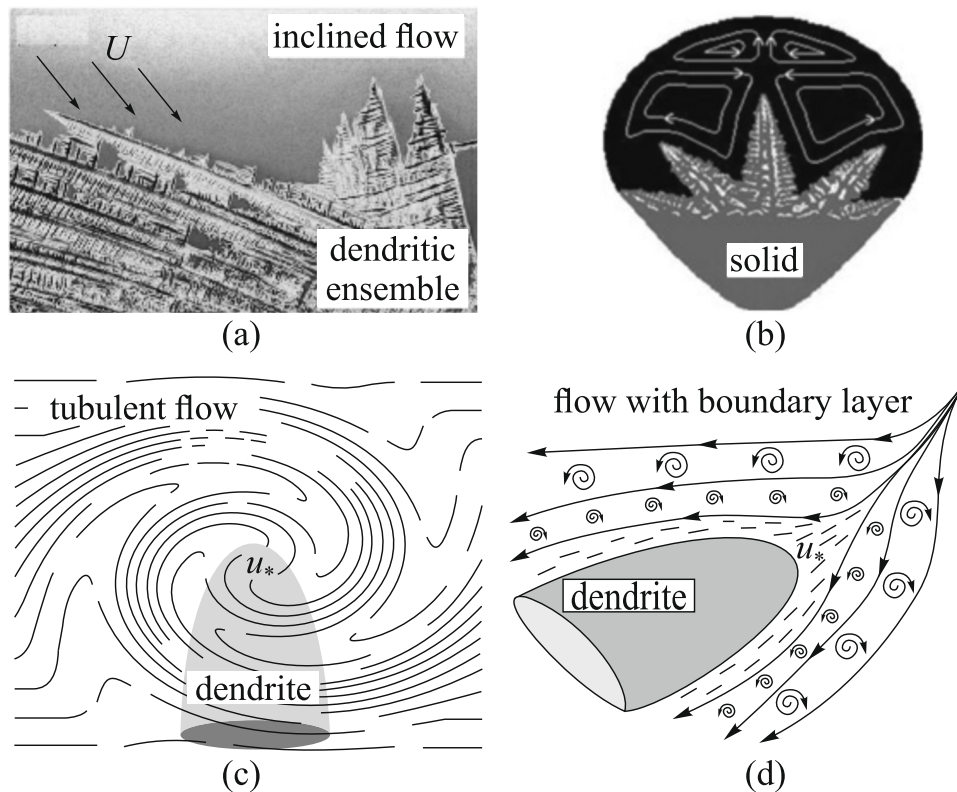 inclined flow
U
dendritic
ensemble
(a)
solid
(b)
tubulent flow
u*
dendrite
(c)
flow with boundary layer
u*
dendrite
(d)